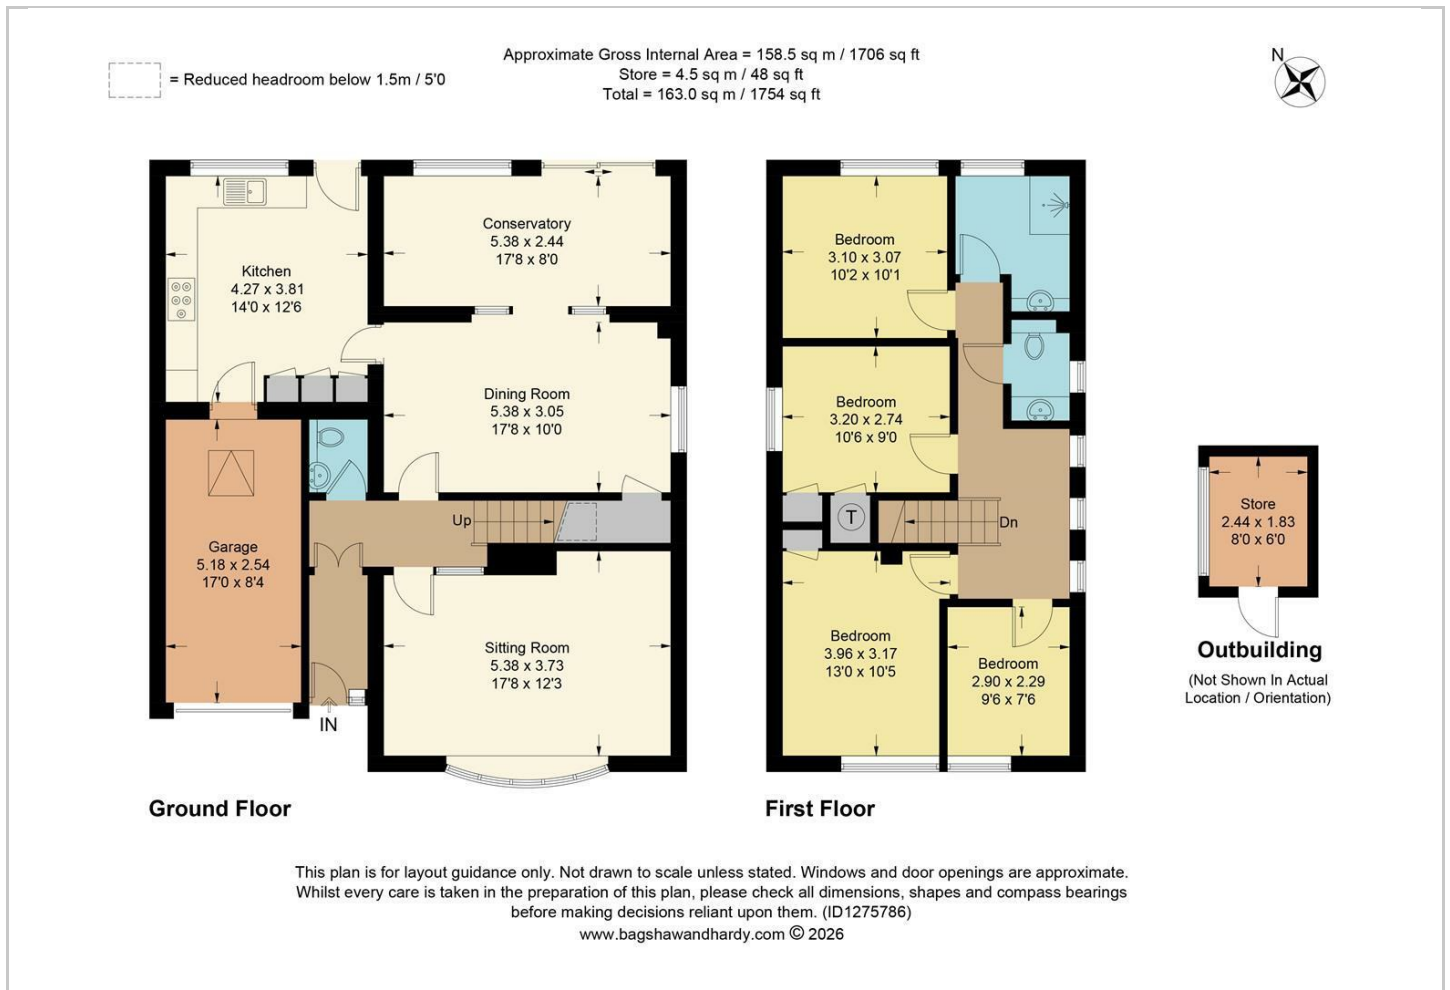 = Reduced headroom below 1.5m / 5'0
Approximate Gross Internal Area = 158.5 sq m / 1706 sq ft
Store = 4.5 sq m / 48 sq ft
Total = 163.0 sq m / 1754 sq ft
N
Kitchen
4.27 x 3.81
14'0 x 12'6
Conservatory
5.38 x 2.44
17'8 x 8'0
Dining Room
5.38 x 3.05
17'8 x 10'0
Up
Garage
5.18 x 2.54
17'0 x 8'4
Sitting Room
5.38 x 3.73
17'8 x 12'3
IN
Ground Floor
Bedroom
3.10 x 3.07
10'2 x 10'1
Bedroom
3.20 x 2.74
10'6 x 9'0
T
Dn
Bedroom
3.96 x 3.17
13'0 x 10'5
Bedroom
2.90 x 2.29
9'6 x 7'6
First Floor
Store
2.44 x 1.83
8'0 x 6'0
Outbuilding
(Not Shown In Actual
Location / Orientation)
This plan is for layout guidance only. Not drawn to scale unless stated. Windows and door openings are approximate.
Whilst every care is taken in the preparation of this plan, please check all dimensions, shapes and compass bearings
before making decisions reliant upon them. (ID1275786)
www.bagshawandhardy.com © 2026